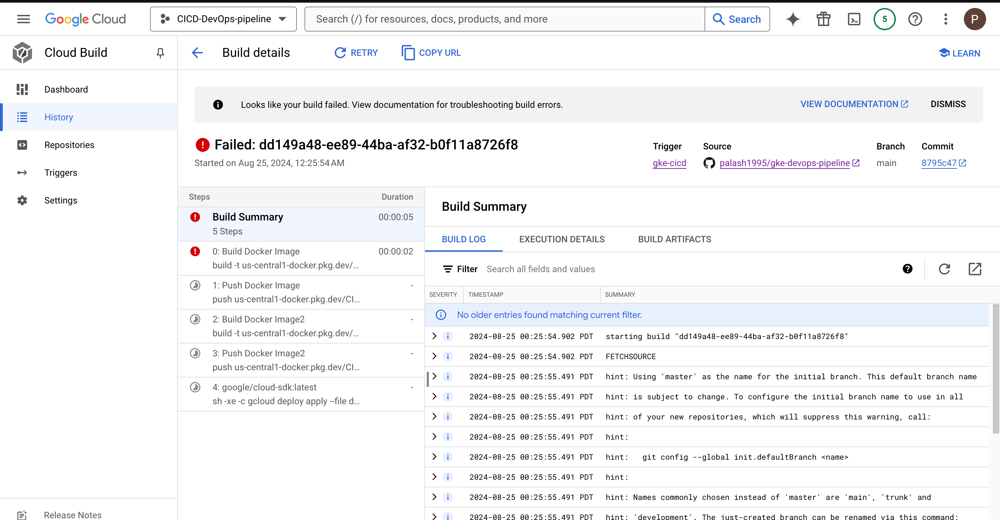 Google Cloud
CICD-DevOps-pipeline
Search (/) for resources, docs, products, and more
Search
5
P
Cloud Build
Build details
RETRY
COPY URL
LEARN
Dashboard
History
Repositories
Triggers
Settings
Release Notes
Looks like your build failed. View documentation for troubleshooting build errors.
VIEW DOCUMENTATION
DISMISS
Failed: dd149a48-ee89-44ba-af32-b0f11a8726f8
Started on Aug 25, 2024, 12:25:54 AM
Trigger
gke-cicd
Source
palash1995/gke-devops-pipeline
Branch
main
Commit
8795c47
Steps Duration
Build Summary 00:00:05
5 Steps
0: Build Docker Image 00:00:02
build -t us-central1-docker.pkg.dev/...
1: Push Docker Image -
push us-central1-docker.pkg.dev/CI...
2: Build Docker Image2 -
build -t us-central1-docker.pkg.dev/...
3: Push Docker Image2 -
push us-central1-docker.pkg.dev/CI...
4: google/cloud-sdk:latest -
sh -xe -c gcloud deploy apply --file d...
Build Summary
BUILD LOG EXECUTION DETAILS BUILD ARTIFACTS
Filter Search all fields and values
SEVERITY TIMESTAMP SUMMARY
No older entries found matching current filter.
2024-08-25 00:25:54.902 PDT starting build "dd149a48-ee89-44ba-af32-b0f11a8726f8"
2024-08-25 00:25:54.902 PDT FETCHSOURCE
2024-08-25 00:25:55.491 PDT hint: Using 'master' as the name for the initial branch. This default branch name
2024-08-25 00:25:55.491 PDT hint: is subject to change. To configure the initial branch name to use in all
2024-08-25 00:25:55.491 PDT hint: of your new repositories, which will suppress this warning, call:
2024-08-25 00:25:55.491 PDT hint:
2024-08-25 00:25:55.491 PDT hint: git config --global init.defaultBranch <name>
2024-08-25 00:25:55.491 PDT hint:
2024-08-25 00:25:55.491 PDT hint: Names commonly chosen instead of 'master' are 'main', 'trunk' and
2024-08-25 00:25:55.491 PDT hint: 'development'. The just-created branch can be renamed via this command: